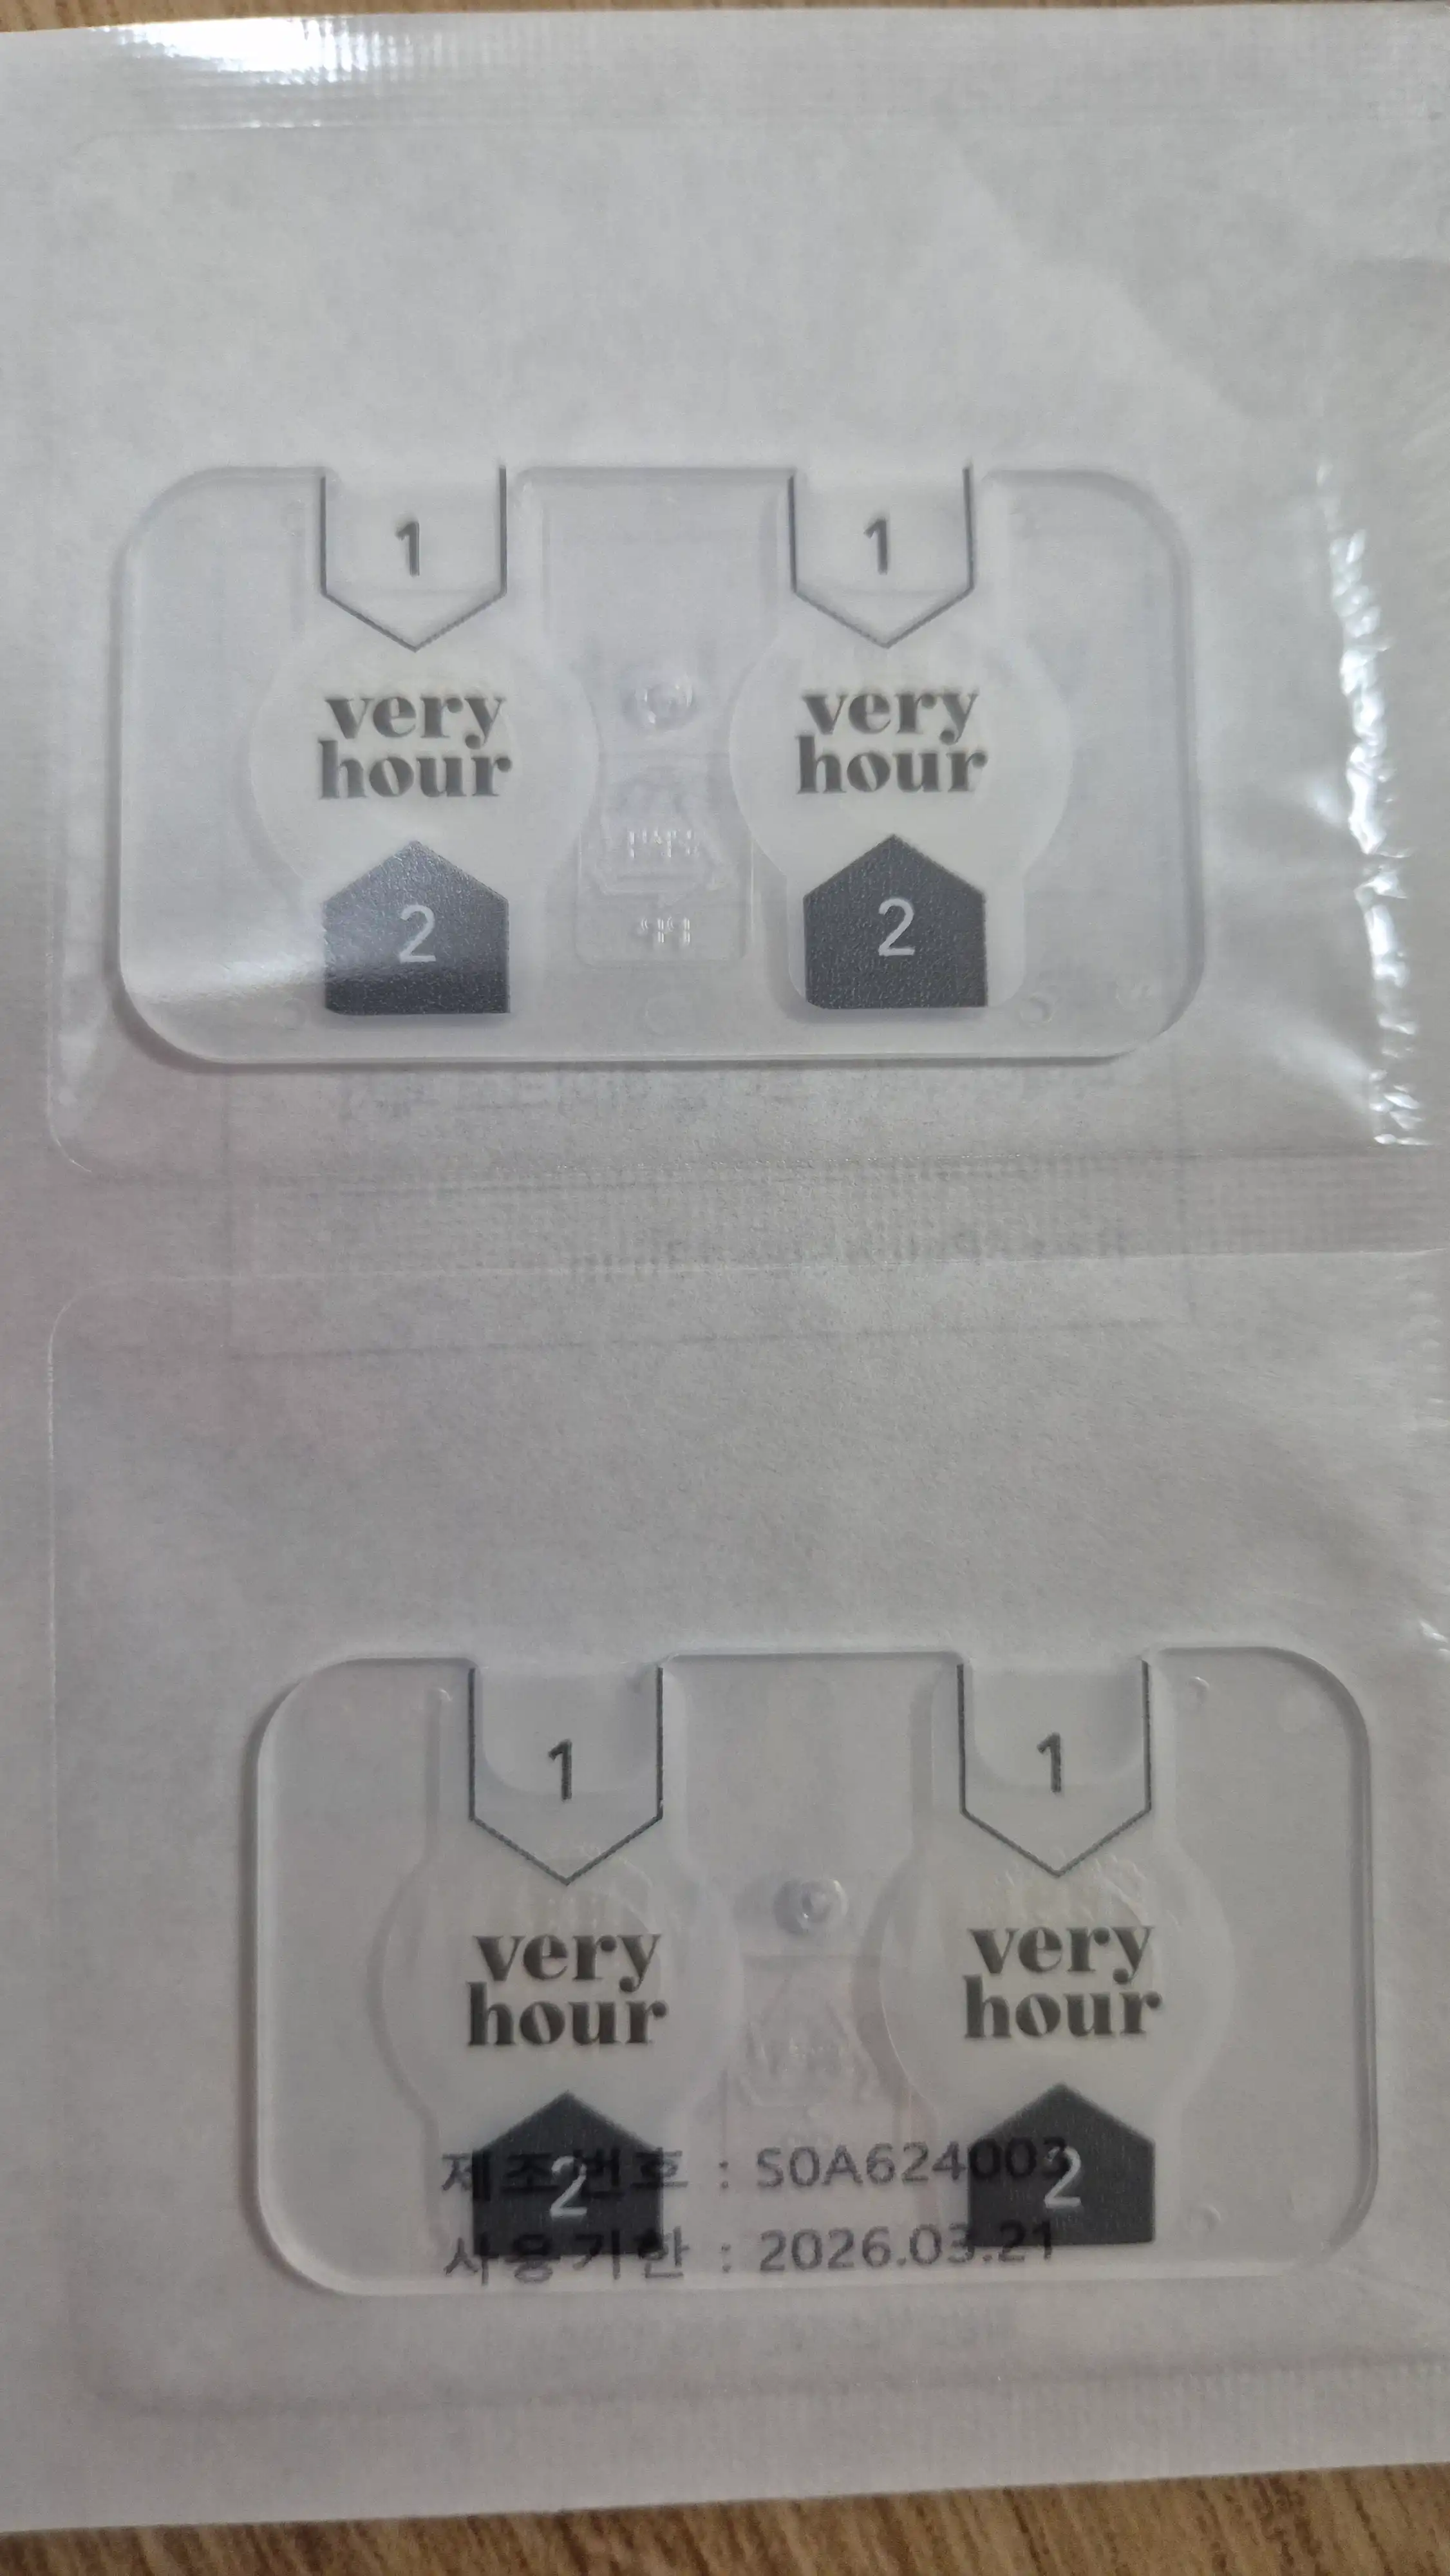 1 1
very very
hour hour
2 2
1 1
very very
hour hour
2 2
제조번호 : S0A624003
사용기한 : 2026.03.21